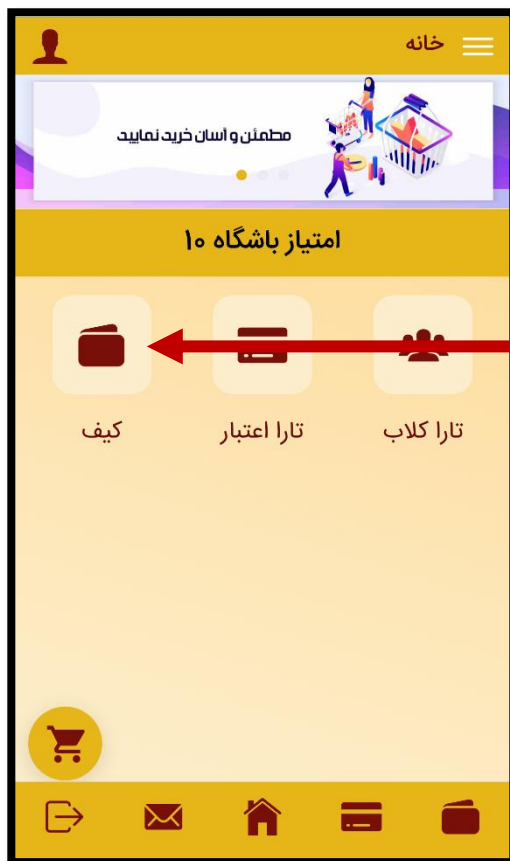 خانه
مطمئن و آسان خرید نمایید
امتیاز باشگاه ۱۰
تارا کلاب
تارا اعتبار
کیف